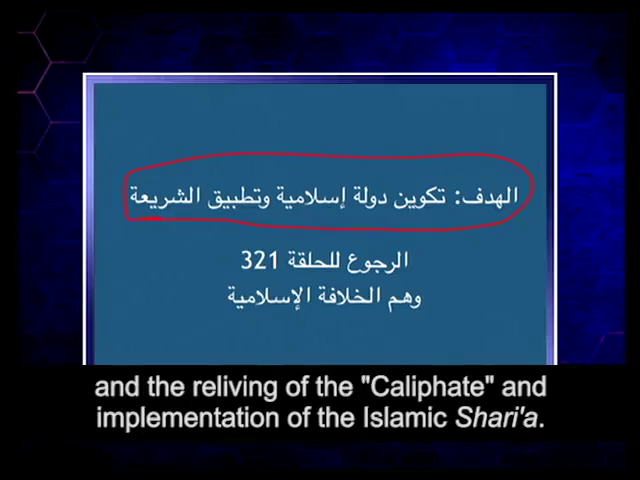 الهدف: تكوين دولة إسلامية وتطبيق الشريعة
الرجوع للحلقة 321
وهم الخلافة الإسلامية
and the reliving of the "Caliphate" and
implementation of the Islamic Shari'a.